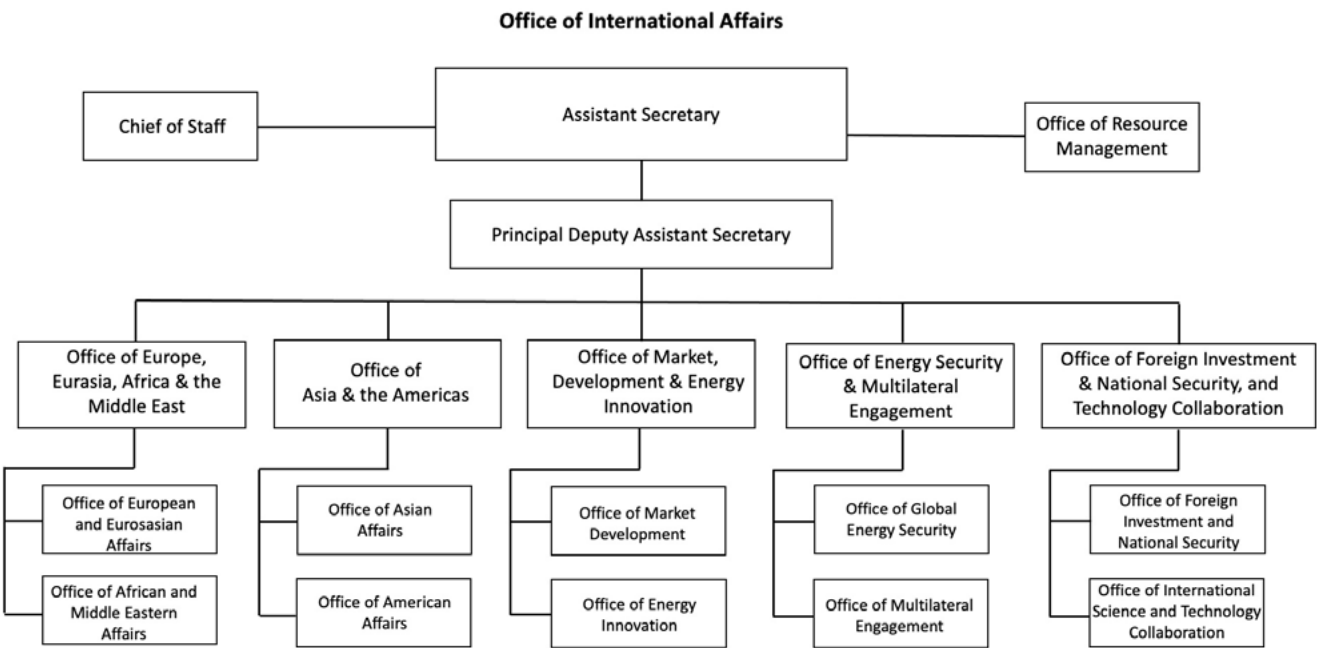 Office of International Affairs
Chief of Staff
Assistant Secretary
Office of Resource
Management
Principal Deputy Assistant Secretary
Office of Europe,
Eurasia, Africa & the
Middle East
Office of
Asia & the Americas
Office of Market,
Development & Energy
Innovation
Office of Energy Security
& Multilateral
Engagement
Office of Foreign Investment
& National Security, and
Technology Collaboration
Office of European
and Eurosasian
Affairs
Office of Asian
Affairs
Office of Market
Development
Office of Global
Energy Security
Office of Foreign
Investment and
National Security
Office of African and
Middle Eastern
Affairs
Office of American
Affairs
Office of Energy
Innovation
Office of Multilateral
Engagement
Office of International
Science and Technology
Collaboration